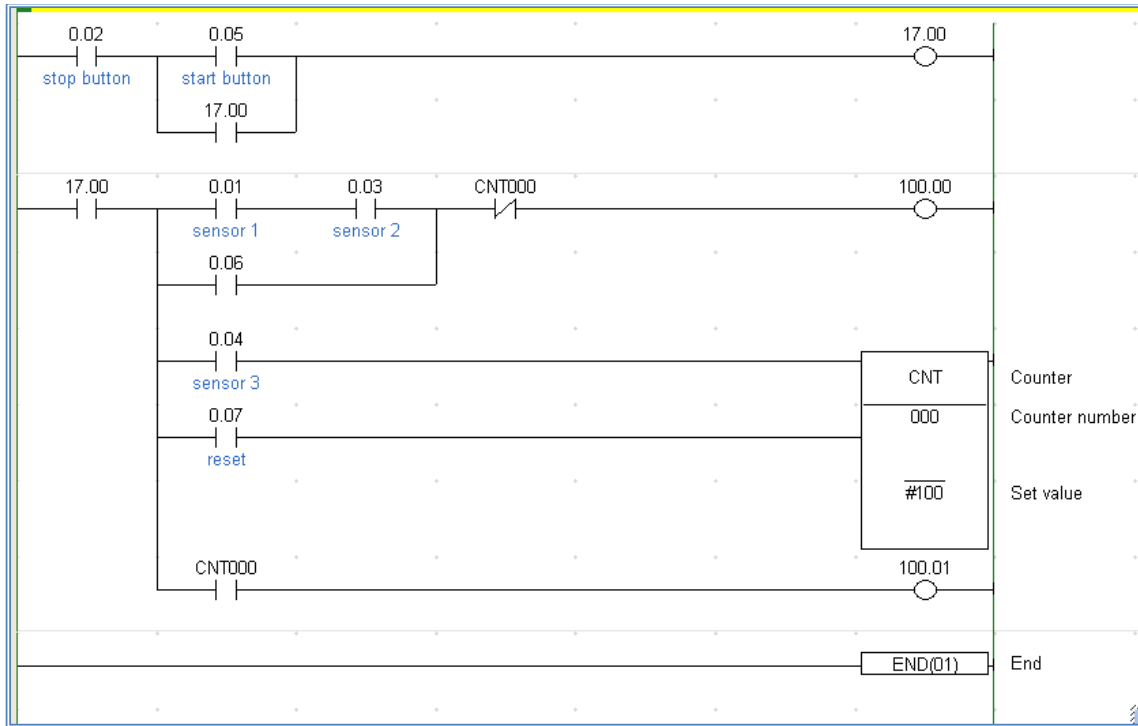 0.02 0.05 17.00
stop button start button
17.00
17.00 0.01 0.03 CNT000 100.00
sensor 1 sensor 2
0.06
0.04
sensor 3
CNT Counter
0.07
000 Counter number
reset
#100 Set value
CNT000 100.01
END(01) End